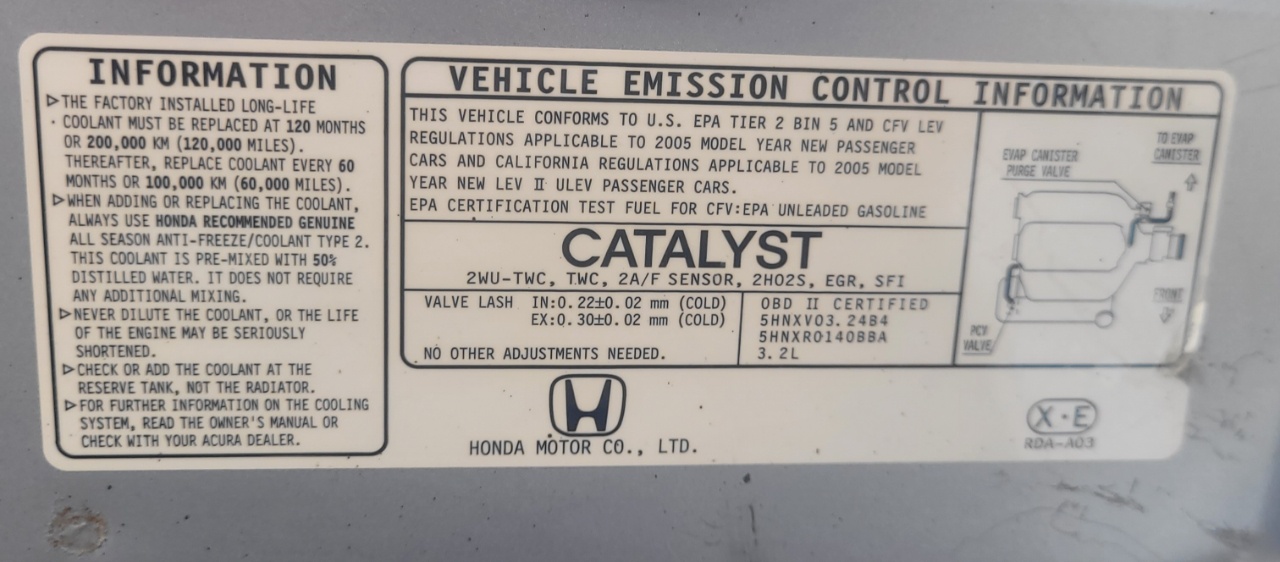 INFORMATION
▷THE FACTORY INSTALLED LONG-LIFE
COOLANT MUST BE REPLACED AT 120 MONTHS
OR 200,000 KM (120,000 MILES).
THEREAFTER, REPLACE COOLANT EVERY 60
MONTHS OR 100,000 KM (60,000 MILES).
▷WHEN ADDING OR REPLACING THE COOLANT,
ALWAYS USE HONDA RECOMMENDED GENUINE
ALL SEASON ANTI-FREEZE/COOLANT TYPE 2.
THIS COOLANT IS PRE-MIXED WITH 50%
DISTILLED WATER. IT DOES NOT REQUIRE
ANY ADDITIONAL MIXING.
▷NEVER DILUTE THE COOLANT, OR THE LIFE
OF THE ENGINE MAY BE SERIOUSLY
SHORTENED.
▷CHECK OR ADD THE COOLANT AT THE
RESERVE TANK, NOT THE RADIATOR.
▷FOR FURTHER INFORMATION ON THE COOLING
SYSTEM, READ THE OWNER'S MANUAL OR
CHECK WITH YOUR ACURA DEALER.
VEHICLE EMISSION CONTROL INFORMATION
THIS VEHICLE CONFORMS TO U.S. EPA TIER 2 BIN 5 AND CFV LEV
REGULATIONS APPLICABLE TO 2005 MODEL YEAR NEW PASSENGER
CARS AND CALIFORNIA REGULATIONS APPLICABLE TO 2005 MODEL
YEAR NEW LEV II ULEV PASSENGER CARS.
EPA CERTIFICATION TEST FUEL FOR CFV:EPA UNLEADED GASOLINE
CATALYST
2WU-TWC, TWC, 2A/F SENSOR, 2HO2S, EGR, SFI
VALVE LASH IN:0.22±0.02 mm (COLD)
EX:0.30±0.02 mm (COLD)
NO OTHER ADJUSTMENTS NEEDED.
OBD II CERTIFIED
5HNXV03.24B4
5HNXR0140BBA
3.2L
TO EVAP
CANISTER
EVAP CANISTER
PURGE VALVE
FRONT
PCV
VALVE
HONDA MOTOR CO., LTD.
X·E
RDA-A03